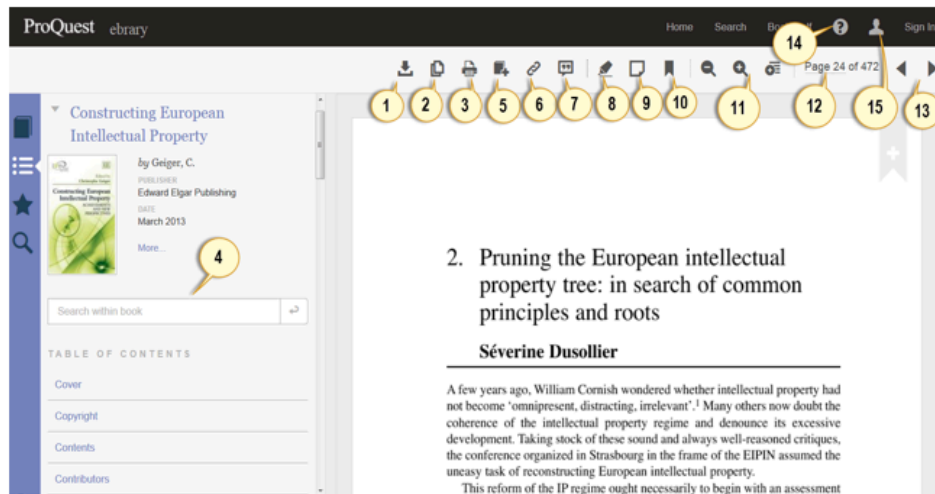 ProQuest ebrary
Home Search
Sign In
14
Page 24 of 472
1 2 3 5 6 7 8 9 10 11 12 15 13
Constructing European
Intellectual Property
by Geiger, C.
PUBLISHER
Edward Elgar Publishing
DATE
March 2013
More...
4
Search within book
TABLE OF CONTENTS
Cover
Copyright
Contents
Contributors
2. Pruning the European intellectual
property tree: in search of common
principles and roots
Séverine Dusollier
A few years ago, William Cornish wondered whether intellectual property had
not become ‘omnipresent, distracting, irrelevant’.1 Many others now doubt the
coherence of the intellectual property regime and denounce its excessive
development. Taking stock of these sound and always well-reasoned critiques,
the conference organized in Strasbourg in the frame of the EIPIN assumed the
uneasy task of reconstructing European intellectual property.
This reform of the IP regime ought necessarily to begin with an assessment